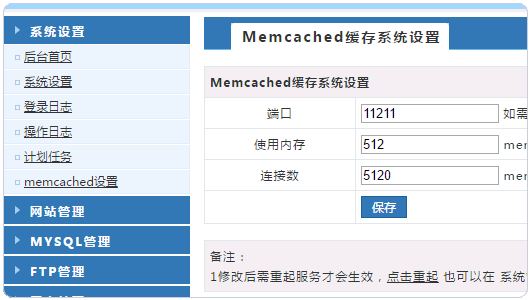 系统设置
后台首页
系统设置
登录日志
操作日志
计划任务
memcached设置
网站管理
MYSQL管理
FTP管理
Memcached缓存系统设置
Memcached缓存系统设置
端口 11211 如需
使用内存 512 mem
连接数 5120 mem
保存
备注：
1修改后需重起服务才会生效，点击重起 也可以在 系统